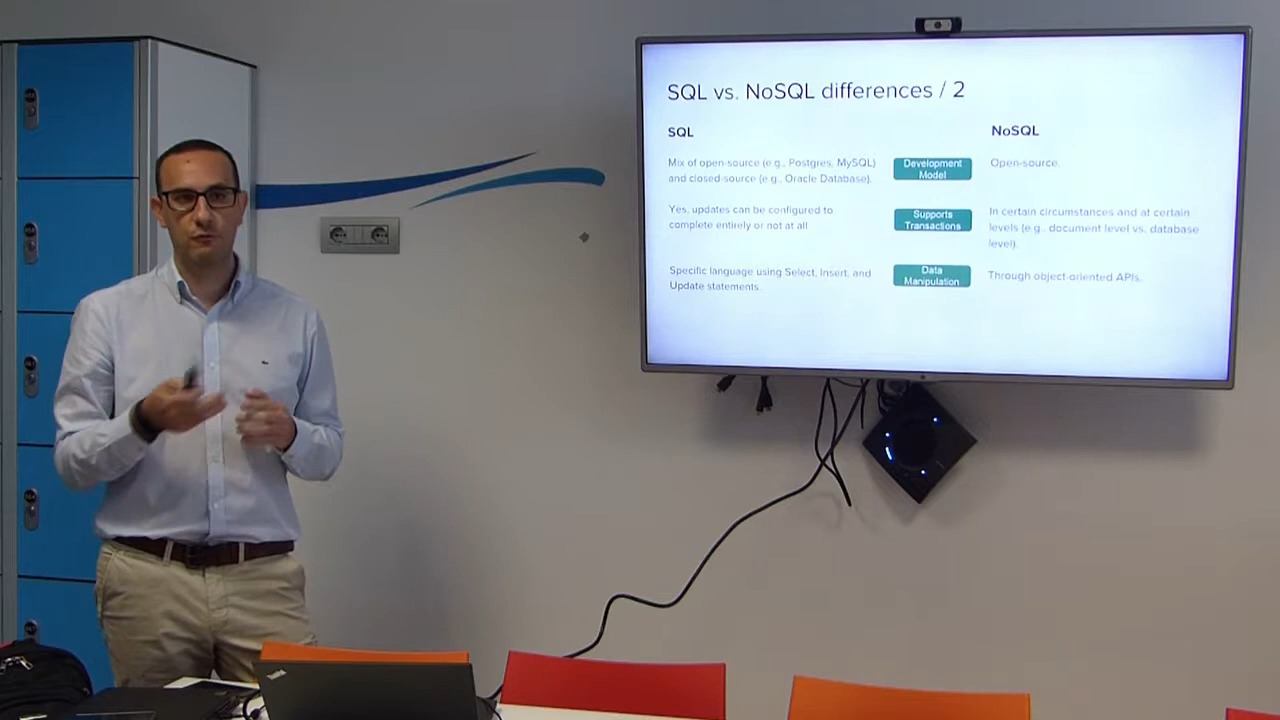 SQL vs. NoSQL differences / 2
SQL
NoSQL
Mix of open-source (e.g., Postgres, MySQL)
and closed-source (e.g., Oracle Database).
Development
Model
Open-source.
Yes, updates can be configured to
complete entirely or not at all
Supports
Transactions
In certain circumstances and at certain
levels (e.g., document level vs. database
level).
Specific language using Select, Insert, and
Update statements.
Data
Manipulation
Through object-oriented APIs.
ThinkPad